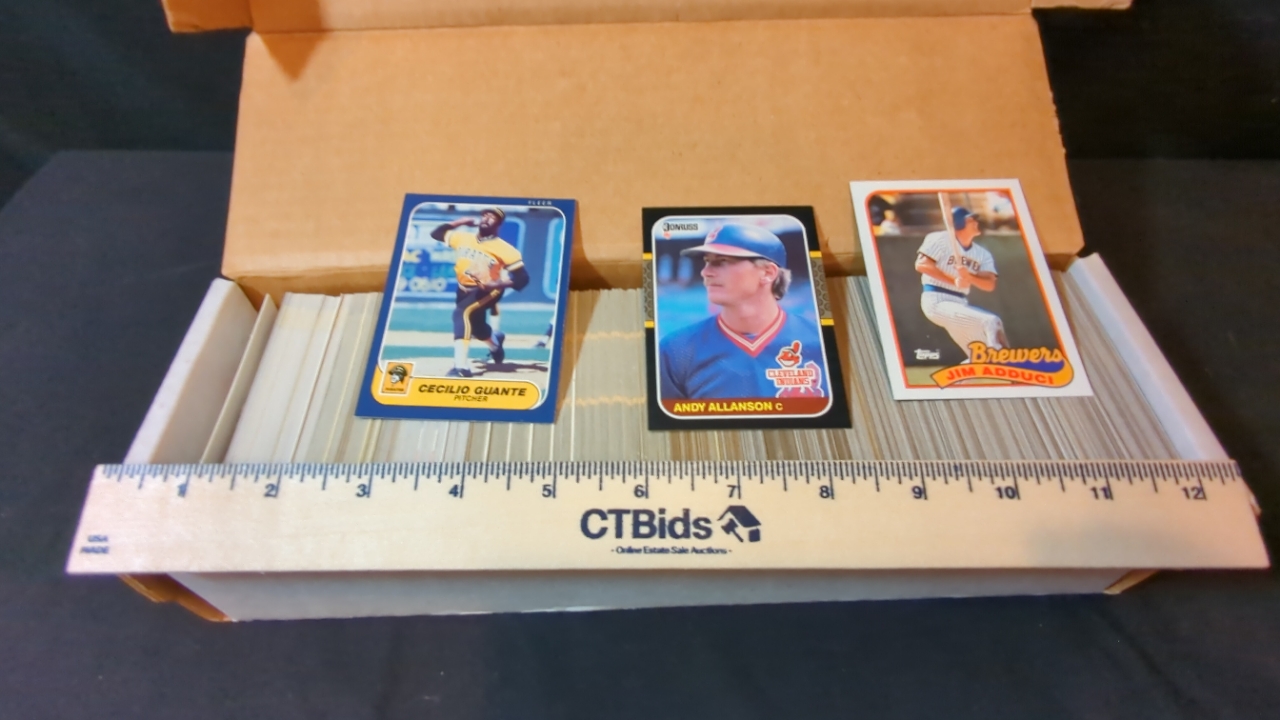 FLEER
CECILIO GUANTE
PITCHER
DONRUSS
CLEVELAND
INDIANS
ANDY ALLANSON C
BREWE
Topps
Brewers
JIM ADDUCI
1 2 3 4 5 6 7 8 9 10 11 12
CTBids
- Online Estate Sale Auctions -
USA
MADE